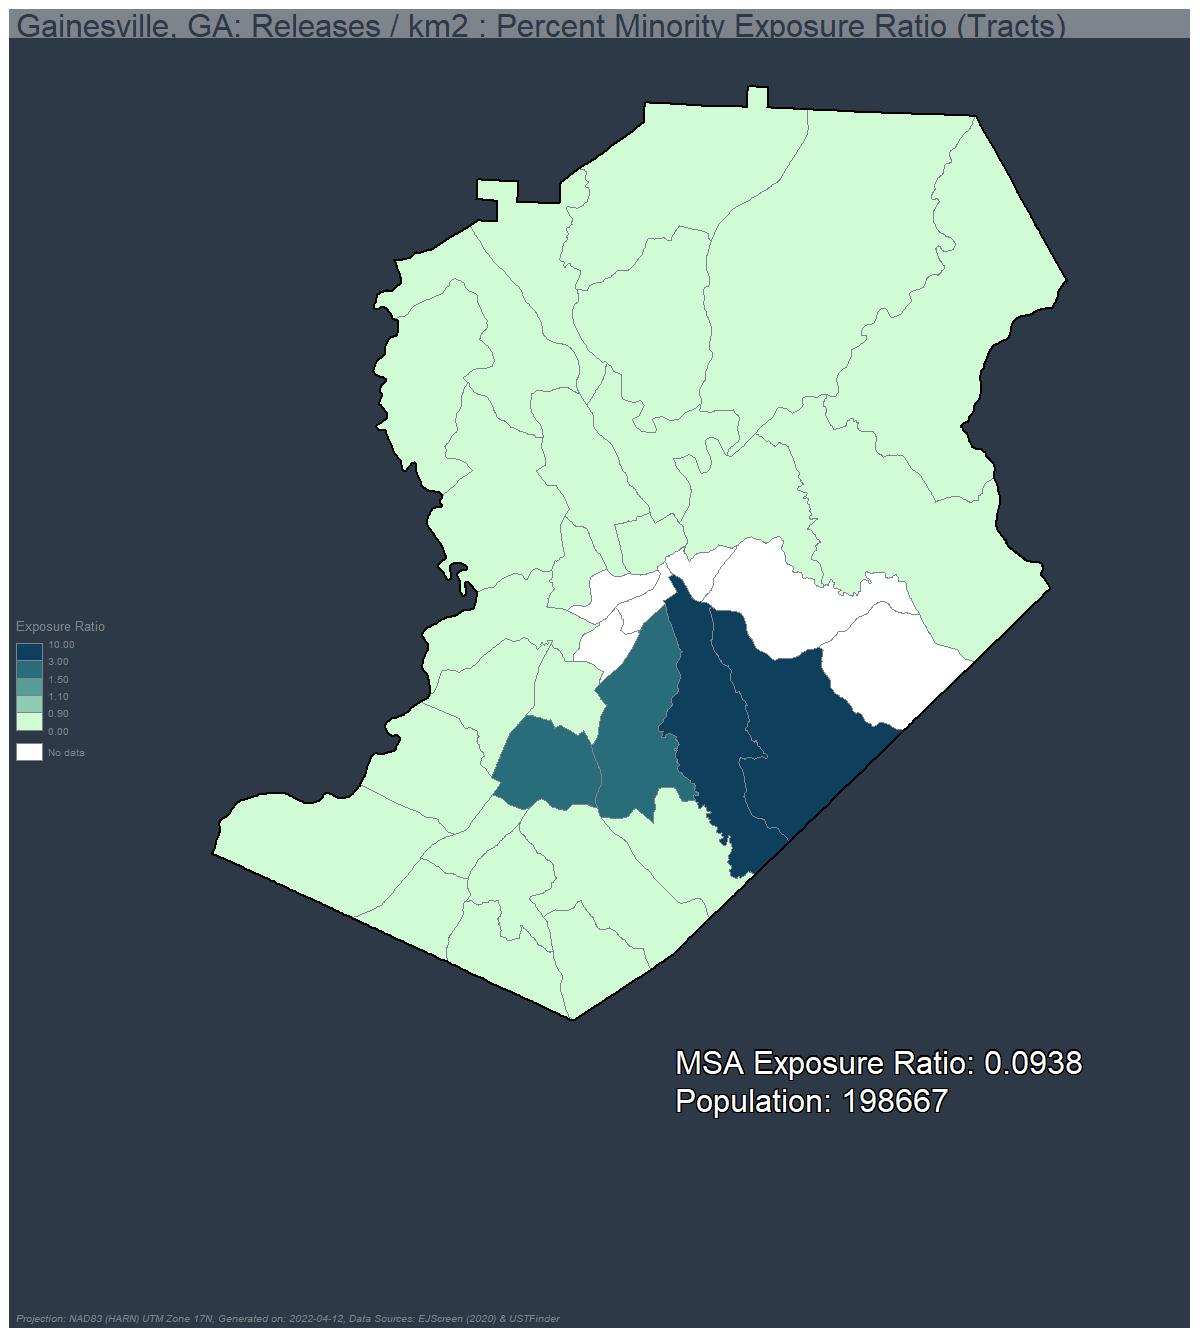 Gainesville, GA: Releases / km2 : Percent Minority Exposure Ratio (Tracts)
Exposure Ratio
10.00
3.00
1.50
1.10
0.90
0.00
No data
MSA Exposure Ratio: 0.0938
Population: 198667
Projection: NAD83 (HARN) UTM Zone 17N, Generated on: 2022-04-12, Data Sources: EJScreen (2020) & USTFinder